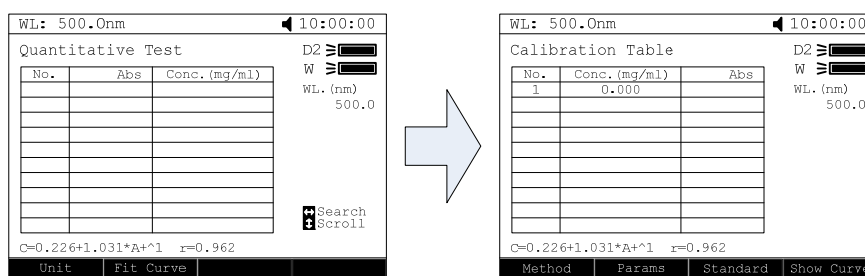 WL: 500.0nm 10:00:00
Quantitative Test D2
W
No. Abs Conc.(mg/ml)
WL.(nm)
500.0
Search
Scroll
C=0.226+1.031*A+^1 r=0.962
Unit Fit Curve
WL: 500.0nm 10:00:00
Calibration Table D2
W
No. Conc.(mg/ml) Abs
1 0.000
WL.(nm)
500.0
C=0.226+1.031*A+^1 r=0.962
Method Params Standard Show Curve